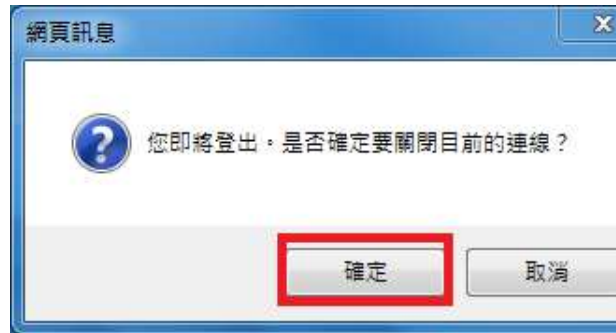 網頁訊息
您即將登出。是否確定要關閉目前的連線？
確定
取消